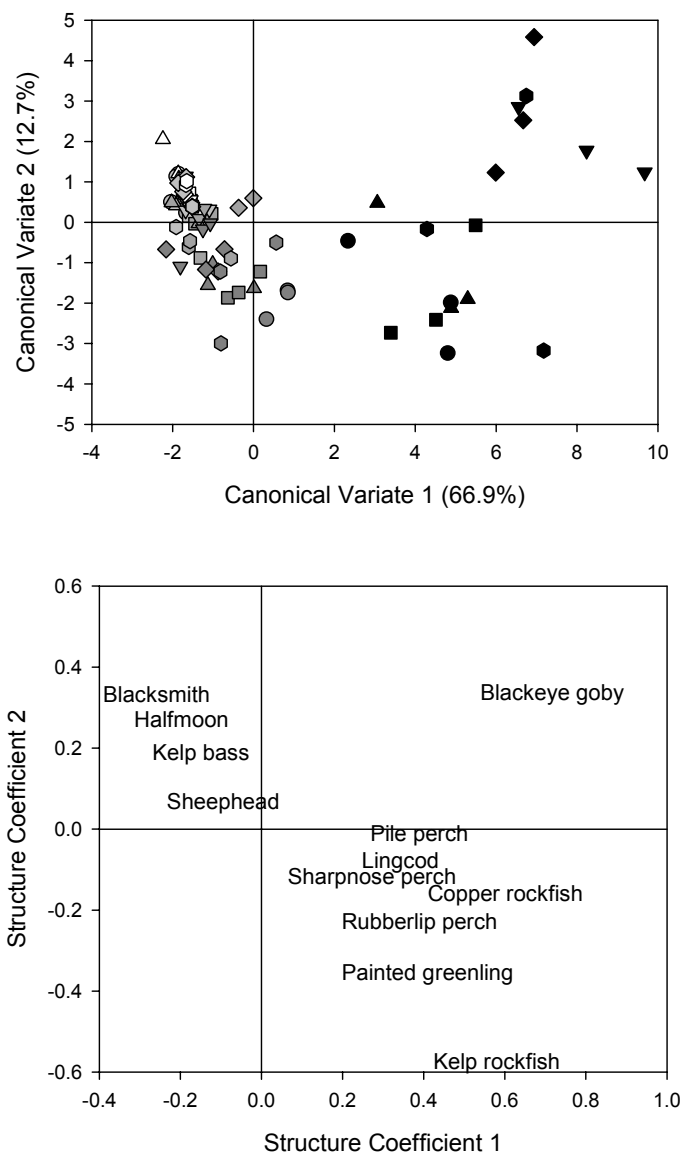 5
4
3
2
1
0
-1
-2
-3
-4
-5
Canonical Variate 2 (12.7%)
-4 -2 0 2 4 6 8 10
Canonical Variate 1 (66.9%)
0.6
0.4
0.2
0.0
-0.2
-0.4
-0.6
Structure Coefficient 2
Blacksmith
Blackeye goby
Halfmoon
Kelp bass
Sheephead
Pile perch
Lingcod
Sharpnose perch
Copper rockfish
Rubberlip perch
Painted greenling
Kelp rockfish
-0.4 -0.2 0.0 0.2 0.4 0.6 0.8 1.0
Structure Coefficient 1